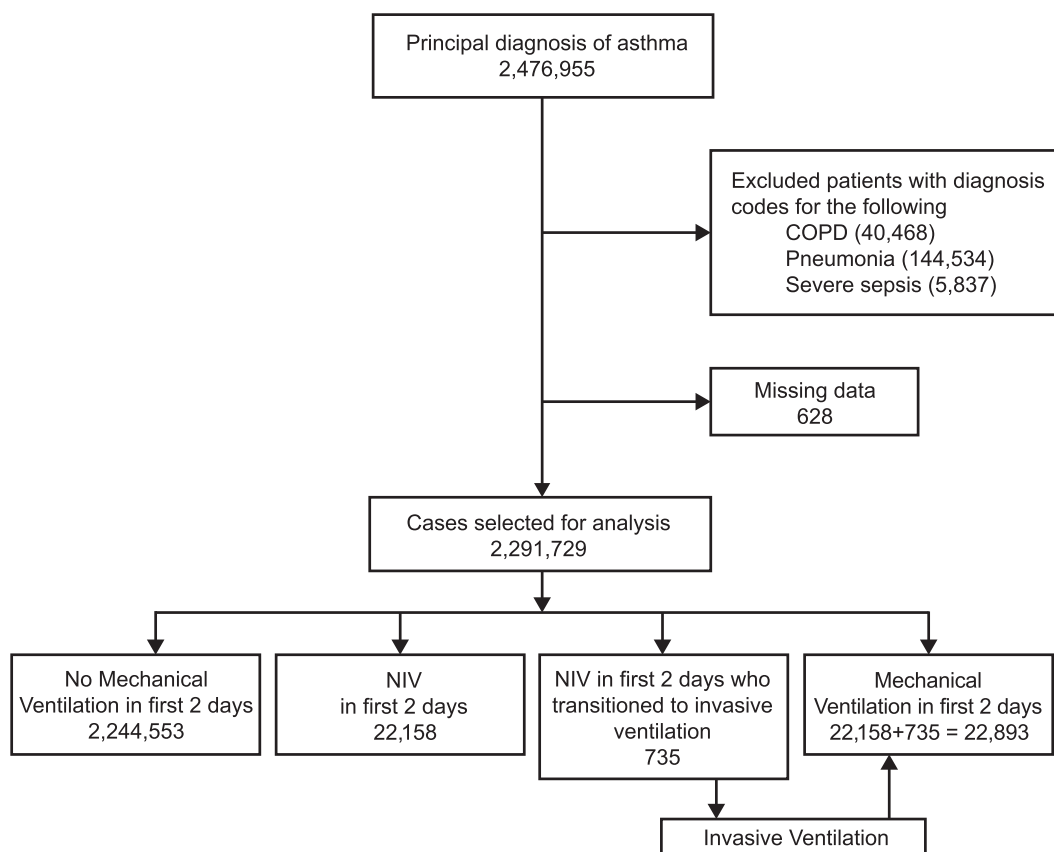 Principal diagnosis of asthma
2,476,955
Excluded patients with diagnosis
codes for the following
COPD (40,468)
Pneumonia (144,534)
Severe sepsis (5,837)
Missing data
628
Cases selected for analysis
2,291,729
No Mechanical
Ventilation in first 2 days
2,244,553
NIV
in first 2 days
22,158
NIV in first 2 days who
transitioned to invasive
ventilation
735
Mechanical
Ventilation in first 2 days
22,158+735 = 22,893
Invasive Ventilation